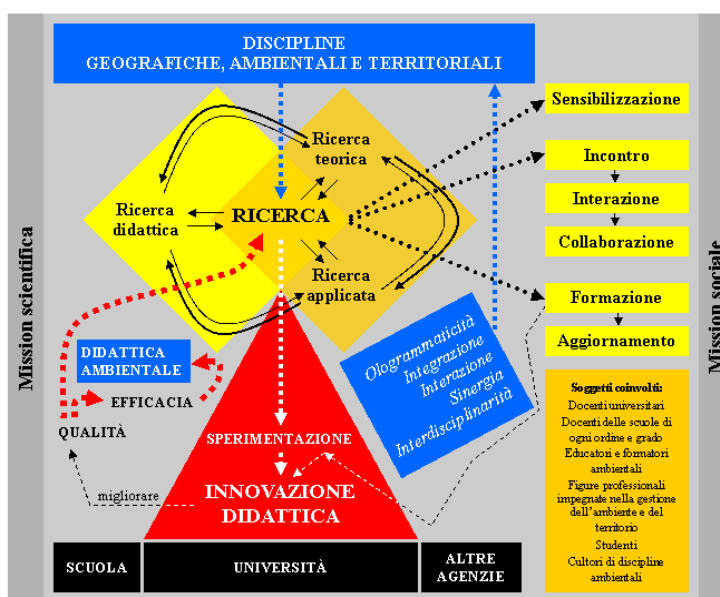 Mission scientifica
DISCIPLINE
GEOGRAFICHE, AMBIENTALI E TERRITORIALI
Ricerca
teorica
Ricerca
didattica
RICERCA
Ricerca
applicata
DIDATTICA
AMBIENTALE
EFFICACIA
QUALITÀ
migliorare
SPERIMENTAZIONE
INNOVAZIONE
DIDATTICA
Ologrammaticità
Integrazione
Interazione
Sinergia
Interdisciplinarità
SCUOLA
UNIVERSITÀ
ALTRE
AGENZIE
Sensibilizzazione
Incontro
Interazione
Collaborazione
Formazione
Aggiornamento
Soggetti coinvolti:
Docenti universitari
Docenti delle scuole di
ogni ordine e grado
Educatori e formatori
ambientali
Figure professionali
impegnate nella gestione
dell'ambiente e del
territorio
Studenti
Cultori di discipline
ambientali
Mission sociale